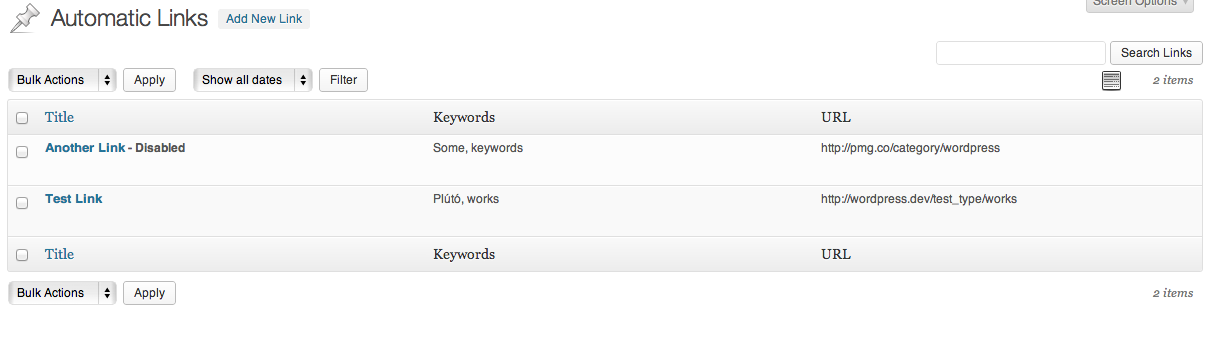 Screen Options
Automatic Links Add New Link
Search Links
Bulk Actions Apply Show all dates Filter 2 items
Title Keywords URL
Another Link - Disabled Some, keywords http://pmg.co/category/wordpress
Test Link Plútó, works http://wordpress.dev/test_type/works
Title Keywords URL
Bulk Actions Apply 2 items